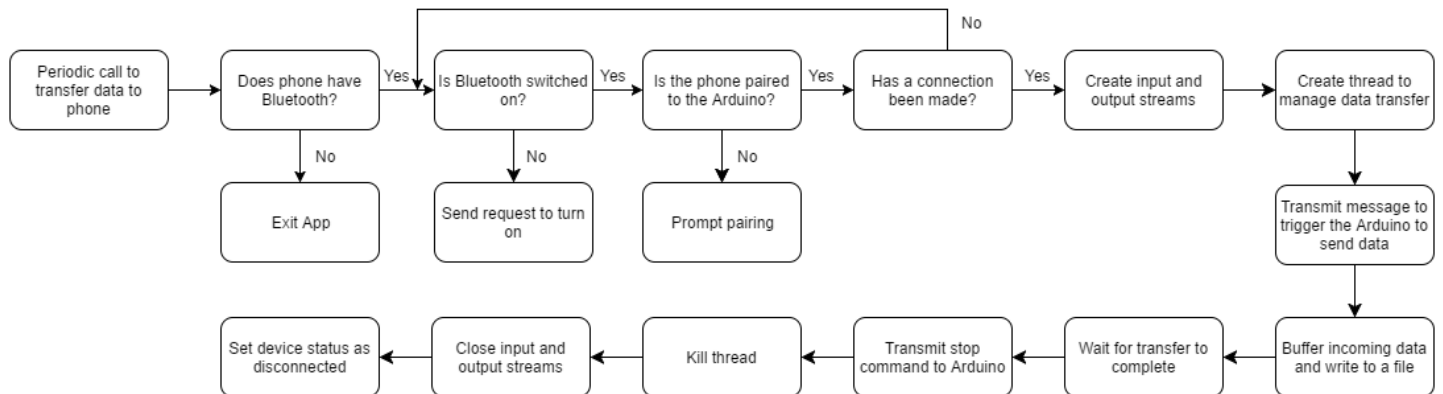 No
Periodic call to
transfer data to
phone
Does phone have
Bluetooth?
Yes
Is Bluetooth switched
on?
Yes
Is the phone paired
to the Arduino?
Yes
Has a connection
been made?
Yes
Create input and
output streams
Create thread to
manage data transfer
No
No
No
Exit App
Send request to turn
on
Prompt pairing
Transmit message to
trigger the Arduino to
send data
Set device status as
disconnected
Close input and
output streams
Kill thread
Transmit stop
command to Arduino
Wait for transfer to
complete
Buffer incoming data
and write to a file